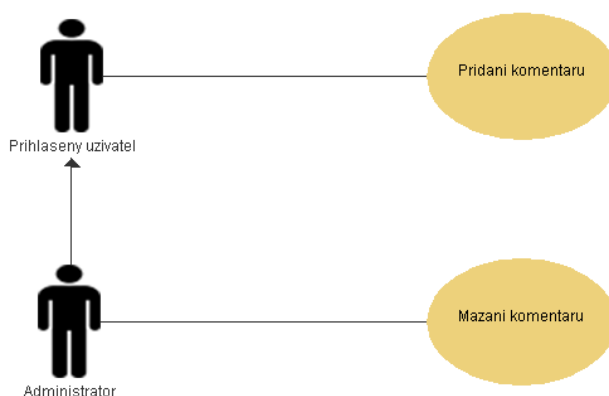 Pridani komentaru
Prihlaseny uzivatel
Mazani komentaru
Administrator